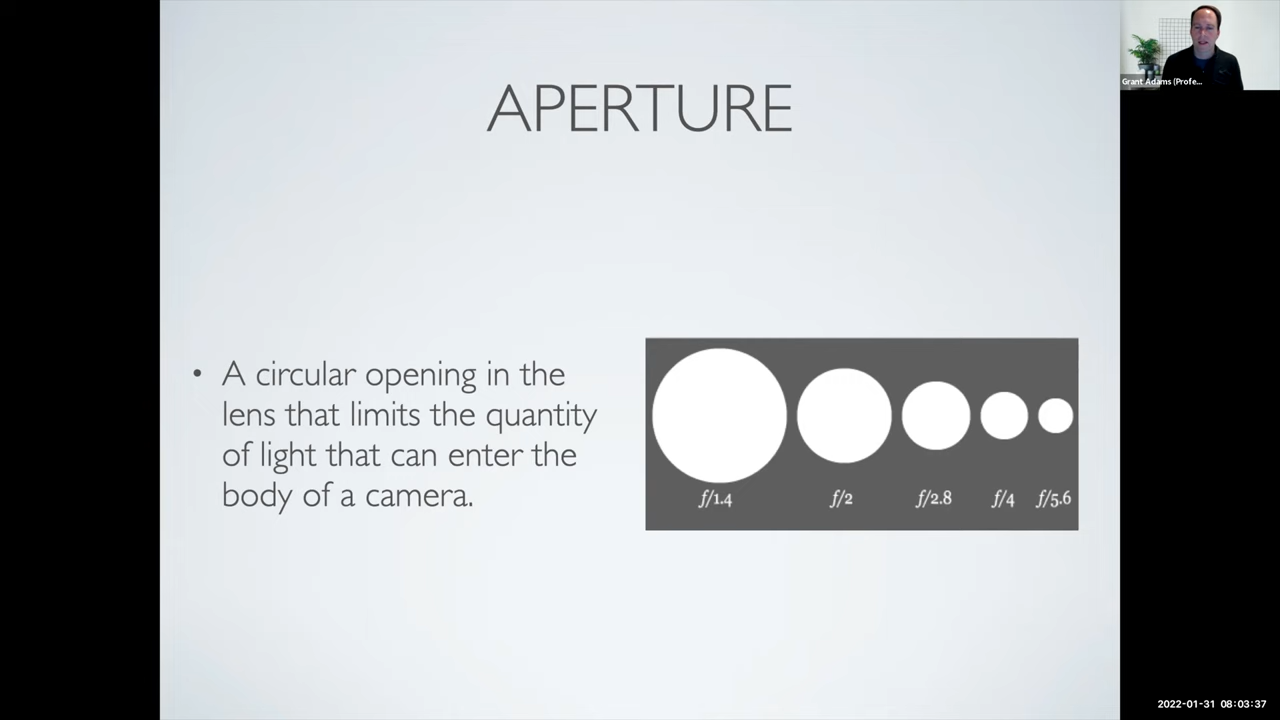 APERTURE
Grant Adams (Profe...
• A circular opening in the
lens that limits the quantity
of light that can enter the
body of a camera.
f/1.4 f/2 f/2.8 f/4 f/5.6
2022-01-31 08:03:37